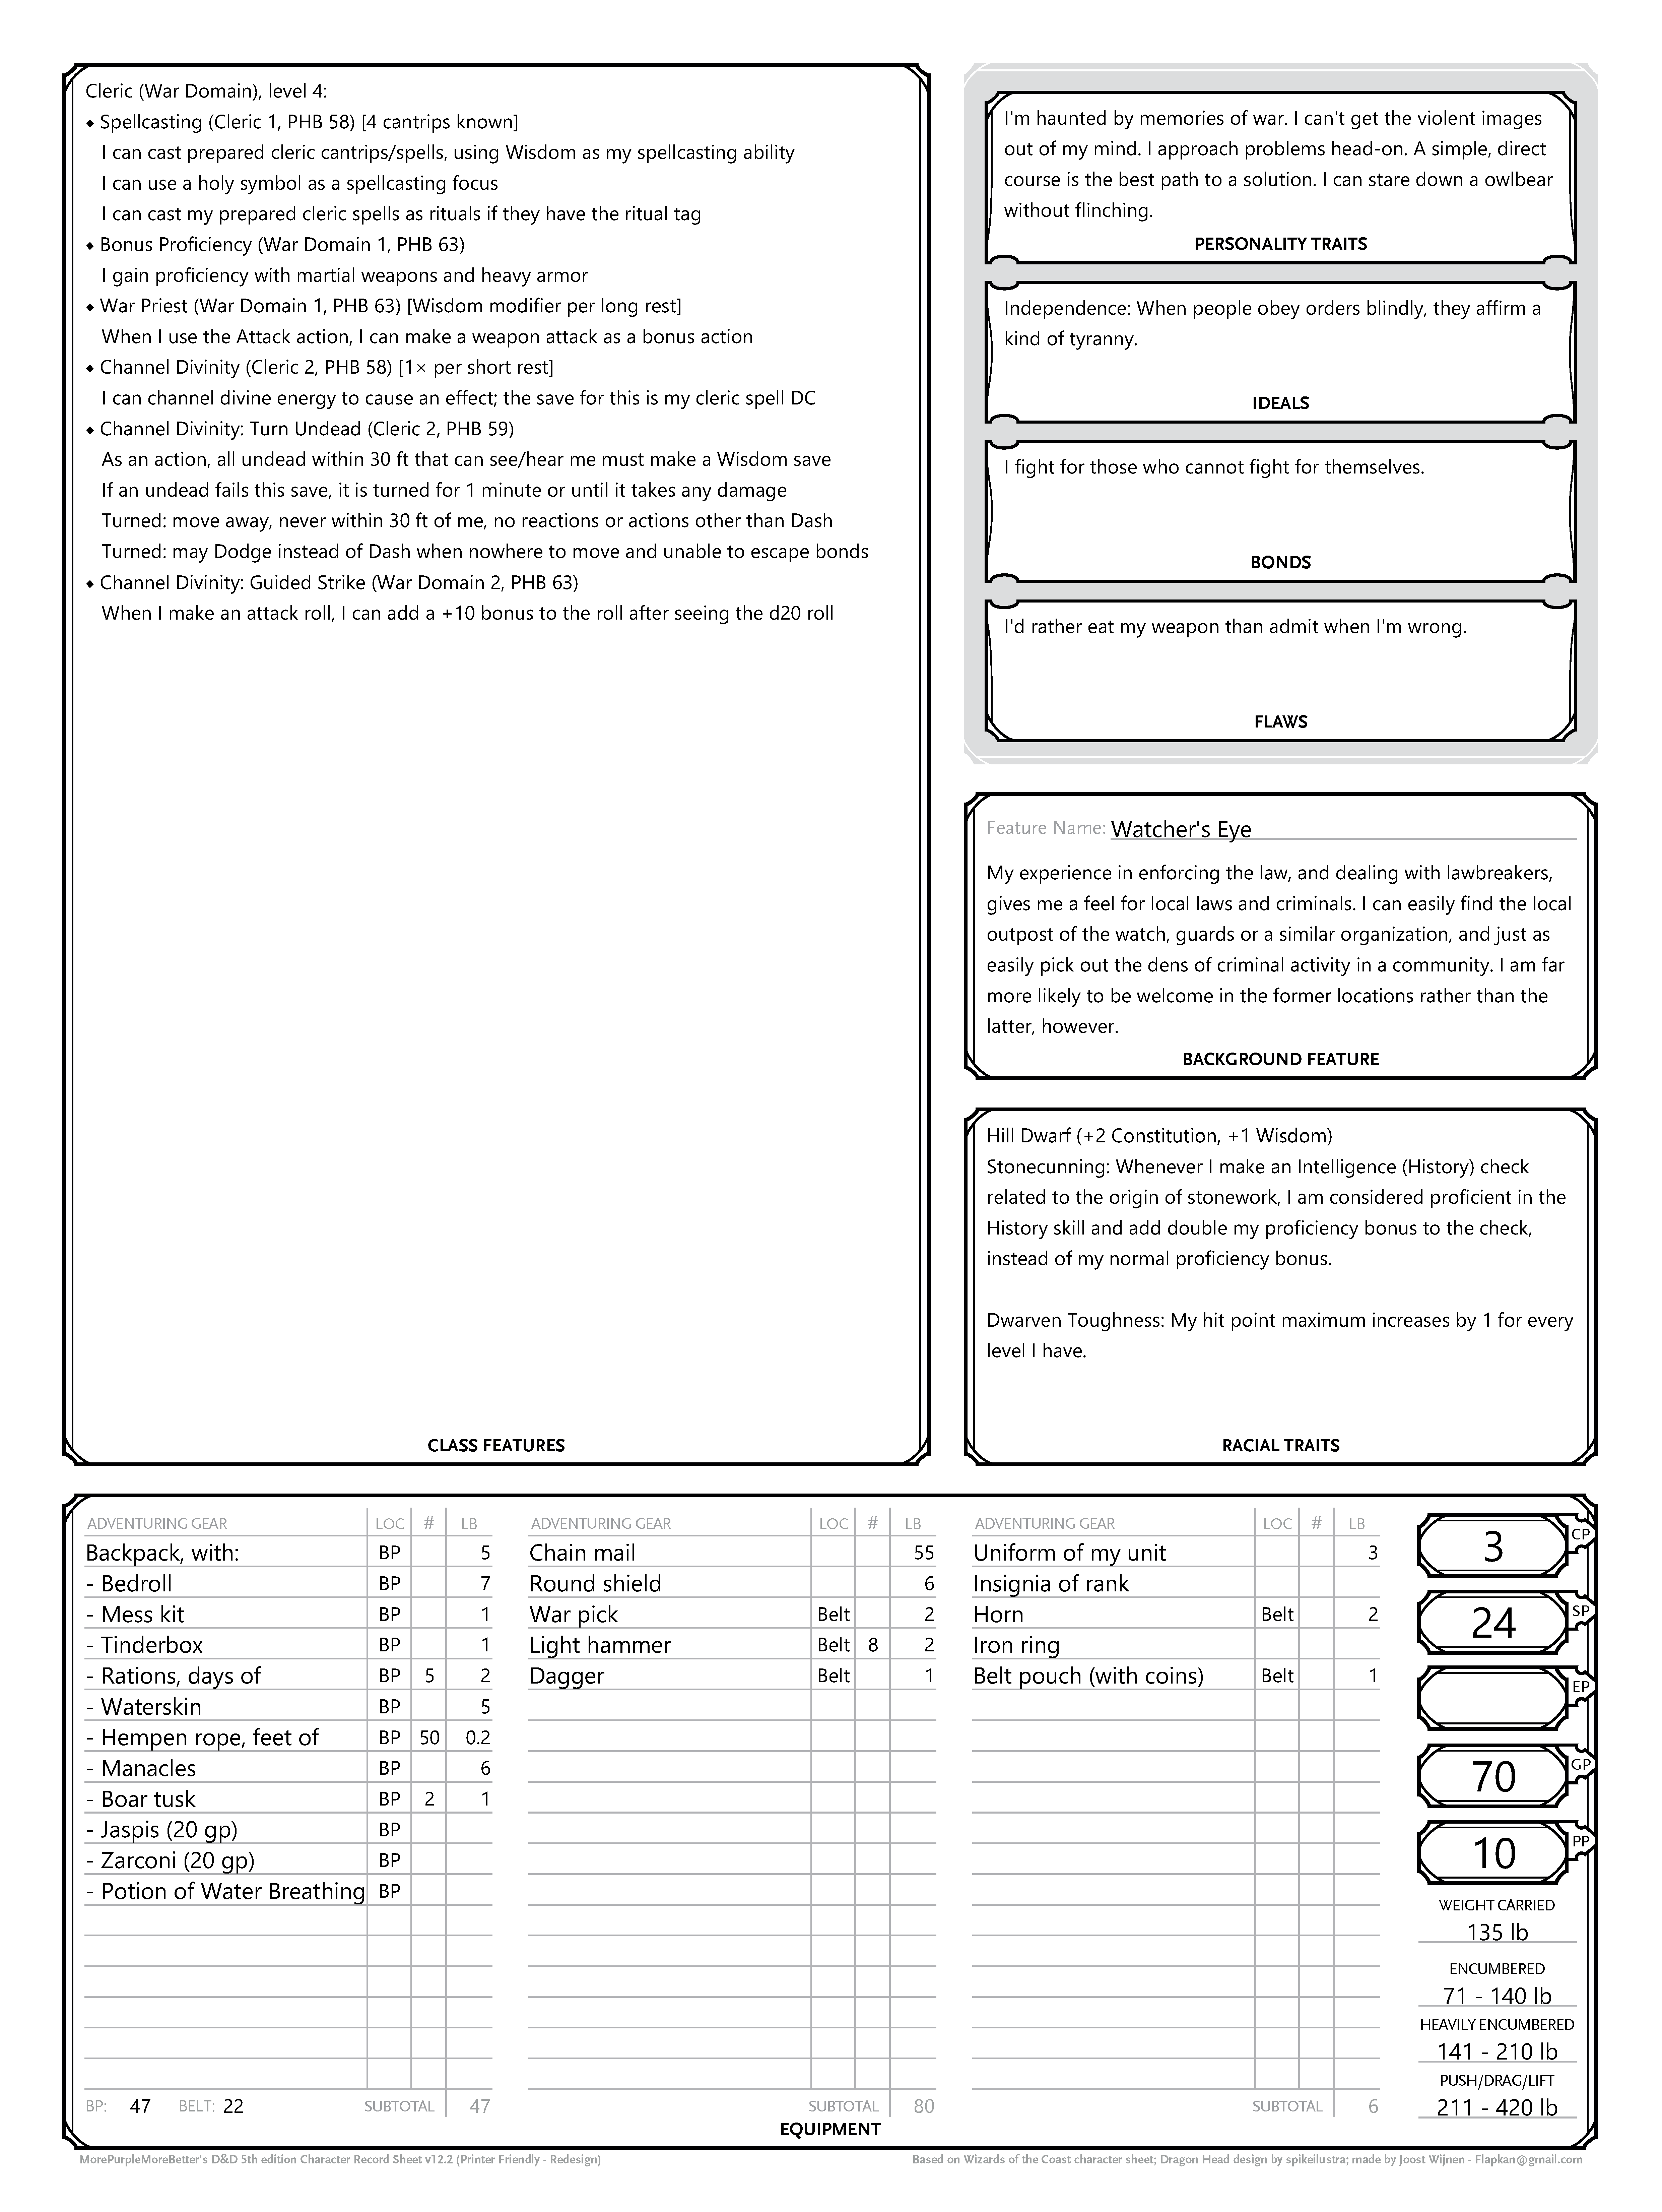 Cleric (War Domain), level 4:
⬥ Spellcasting (Cleric 1, PHB 58) [4 cantrips known]
I can cast prepared cleric cantrips/spells, using Wisdom as my spellcasting ability
I can use a holy symbol as a spellcasting focus
I can cast my prepared cleric spells as rituals if they have the ritual tag
⬥ Bonus Proficiency (War Domain 1, PHB 63)
I gain proficiency with martial weapons and heavy armor
⬥ War Priest (War Domain 1, PHB 63) [Wisdom modifier per long rest]
When I use the Attack action, I can make a weapon attack as a bonus action
⬥ Channel Divinity (Cleric 2, PHB 58) [1× per short rest]
I can channel divine energy to cause an effect; the save for this is my cleric spell DC
⬥ Channel Divinity: Turn Undead (Cleric 2, PHB 59)
As an action, all undead within 30 ft that can see/hear me must make a Wisdom save
If an undead fails this save, it is turned for 1 minute or until it takes any damage
Turned: move away, never within 30 ft of me, no reactions or actions other than Dash
Turned: may Dodge instead of Dash when nowhere to move and unable to escape bonds
⬥ Channel Divinity: Guided Strike (War Domain 2, PHB 63)
When I make an attack roll, I can add a +10 bonus to the roll after seeing the d20 roll
CLASS FEATURES
I'm haunted by memories of war. I can't get the violent images
out of my mind. I approach problems head-on. A simple, direct
course is the best path to a solution. I can stare down a owlbear
without flinching.
PERSONALITY TRAITS
Independence: When people obey orders blindly, they affirm a
kind of tyranny.
IDEALS
I fight for those who cannot fight for themselves.
BONDS
I'd rather eat my weapon than admit when I'm wrong.
FLAWS
Feature Name: Watcher's Eye
My experience in enforcing the law, and dealing with lawbreakers,
gives me a feel for local laws and criminals. I can easily find the local
outpost of the watch, guards or a similar organization, and just as
easily pick out the dens of criminal activity in a community. I am far
more likely to be welcome in the former locations rather than the
latter, however.
BACKGROUND FEATURE
Hill Dwarf (+2 Constitution, +1 Wisdom)
Stonecunning: Whenever I make an Intelligence (History) check
related to the origin of stonework, I am considered proficient in the
History skill and add double my proficiency bonus to the check,
instead of my normal proficiency bonus.
Dwarven Toughness: My hit point maximum increases by 1 for every
level I have.
RACIAL TRAITS
ADVENTURING GEAR LOC # LB
Backpack, with: BP 5
- Bedroll BP 7
- Mess kit BP 1
- Tinderbox BP 1
- Rations, days of BP 5 2
- Waterskin BP 5
- Hempen rope, feet of BP 50 0.2
- Manacles BP 6
- Boar tusk BP 2 1
- Jaspis (20 gp) BP
- Zarconi (20 gp) BP
- Potion of Water Breathing BP
BP: 47 BELT: 22 SUBTOTAL 47
ADVENTURING GEAR LOC # LB
Chain mail 55
Round shield 6
War pick Belt 2
Light hammer Belt 8 2
Dagger Belt 1
SUBTOTAL 80
ADVENTURING GEAR LOC # LB
Uniform of my unit 3
Insignia of rank
Horn Belt 2
Iron ring
Belt pouch (with coins) Belt 1
SUBTOTAL 6
3 CP
24 SP
EP
70 GP
10 PP
WEIGHT CARRIED
135 lb
ENCUMBERED
71 - 140 lb
HEAVILY ENCUMBERED
141 - 210 lb
PUSH/DRAG/LIFT
211 - 420 lb
EQUIPMENT
MorePurpleMoreBetter's D&D 5th edition Character Record Sheet v12.2 (Printer Friendly - Redesign)
Based on Wizards of the Coast character sheet; Dragon Head design by spikeilustra; made by Joost Wijnen - Flapkan@gmail.com